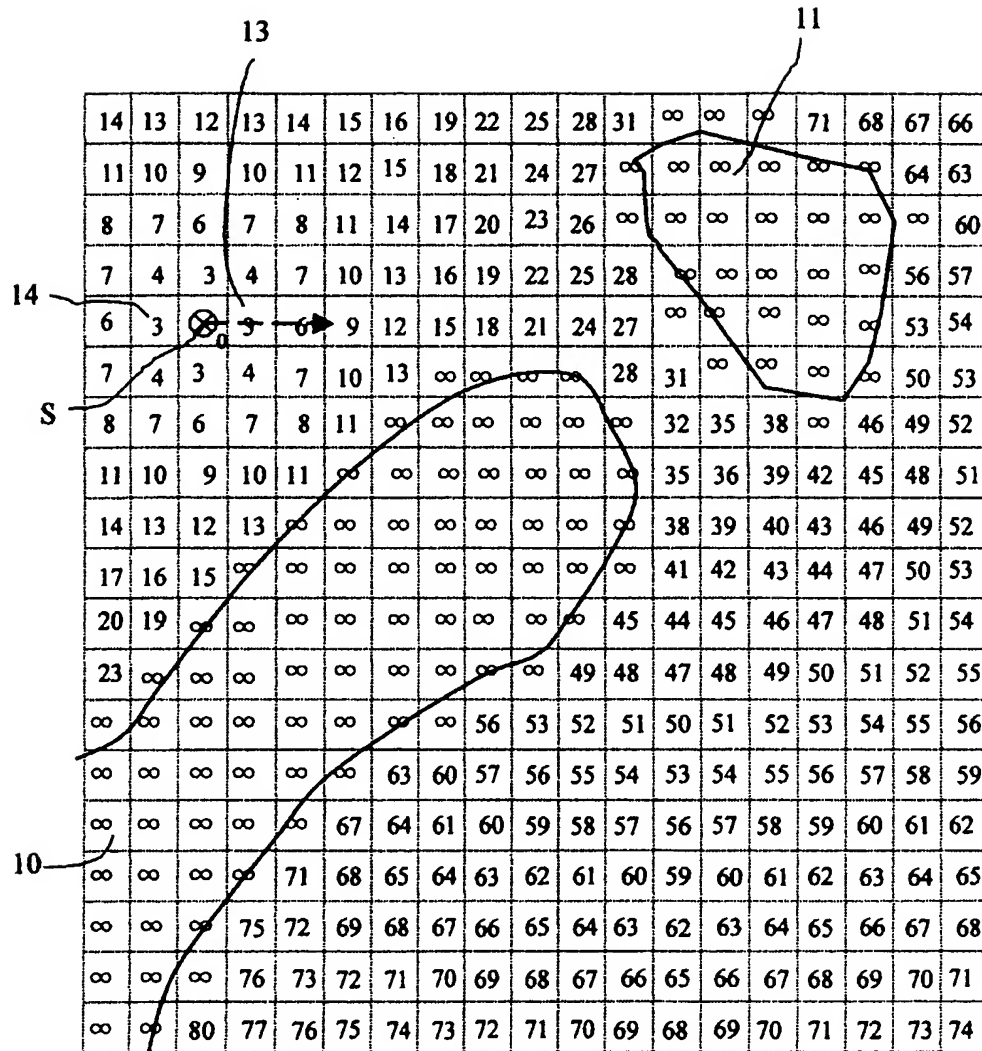 13 11
14 13 12 13 14 15 16 19 22 25 28 31 ∞ ∞ ∞ 71 68 67 66
11 10 9 10 11 12 15 18 21 24 27 ∞ ∞ ∞ ∞ ∞ ∞ 64 63
8 7 6 7 8 11 14 17 20 23 26 ∞ ∞ ∞ ∞ ∞ ∞ ∞ 60
7 4 3 4 7 10 13 16 19 22 25 28 ∞ ∞ ∞ ∞ ∞ 56 57
14
6 3 0 3 6 9 12 15 18 21 24 27 ∞ ∞ ∞ ∞ ∞ 53 54
7 4 3 4 7 10 13 ∞ ∞ ∞ ∞ 28 31 ∞ ∞ ∞ ∞ 50 53
S
8 7 6 7 8 11 ∞ ∞ ∞ ∞ ∞ ∞ 32 35 38 ∞ 46 49 52
11 10 9 10 11 ∞ ∞ ∞ ∞ ∞ ∞ ∞ 35 36 39 42 45 48 51
14 13 12 13 ∞ ∞ ∞ ∞ ∞ ∞ ∞ ∞ 38 39 40 43 46 49 52
17 16 15 ∞ ∞ ∞ ∞ ∞ ∞ ∞ ∞ ∞ 41 42 43 44 47 50 53
20 19 ∞ ∞ ∞ ∞ ∞ ∞ ∞ ∞ ∞ 45 44 45 46 47 48 51 54
23 ∞ ∞ ∞ ∞ ∞ ∞ ∞ ∞ ∞ 49 48 47 48 49 50 51 52 55
∞ ∞ ∞ ∞ ∞ ∞ ∞ ∞ 56 53 52 51 50 51 52 53 54 55 56
∞ ∞ ∞ ∞ ∞ ∞ 63 60 57 56 55 54 53 54 55 56 57 58 59
∞ ∞ ∞ ∞ ∞ 67 64 61 60 59 58 57 56 57 58 59 60 61 62
10
∞ ∞ ∞ ∞ 71 68 65 64 63 62 61 60 59 60 61 62 63 64 65
∞ ∞ ∞ 75 72 69 68 67 66 65 64 63 62 63 64 65 66 67 68
∞ ∞ ∞ 76 73 72 71 70 69 68 67 66 65 66 67 68 69 70 71
∞ ∞ 80 77 76 75 74 73 72 71 70 69 68 69 70 71 72 73 74